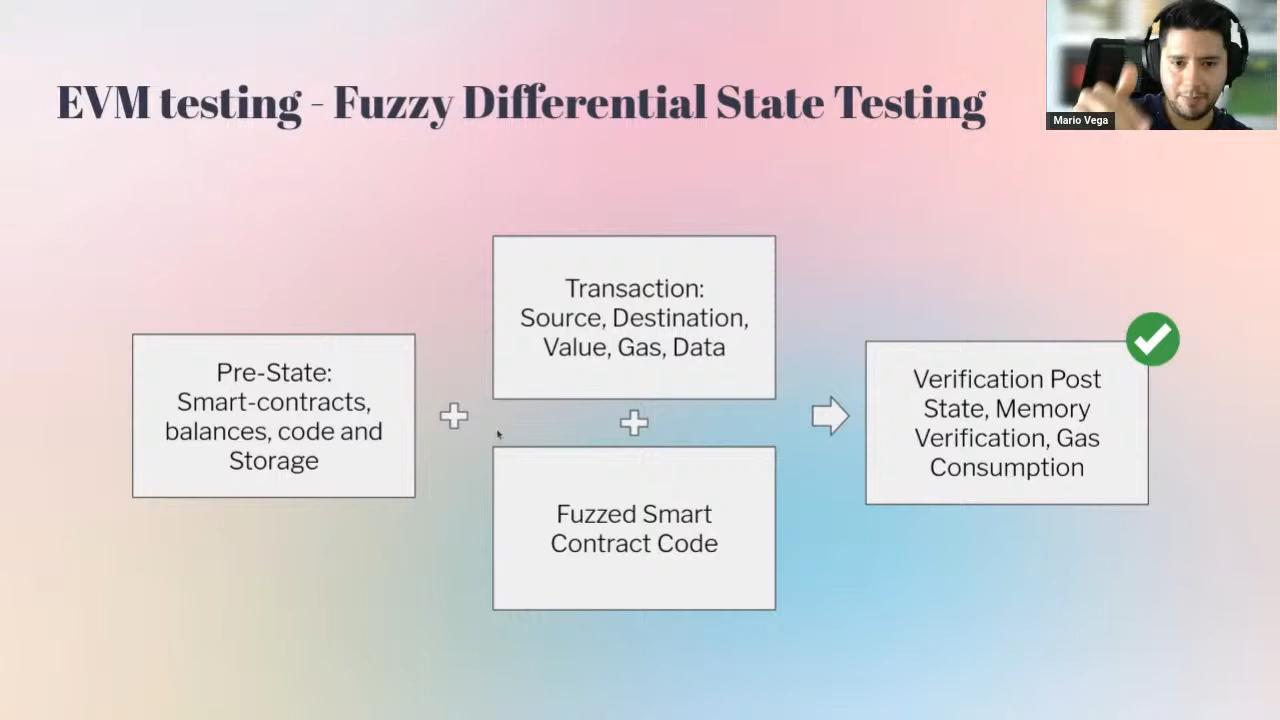 EVM testing - Fuzzy Differential State Testing
Mario Vega
Pre-State:
Smart-contracts,
balances, code and
Storage
Transaction:
Source, Destination,
Value, Gas, Data
Fuzzed Smart
Contract Code
Verification Post
State, Memory
Verification, Gas
Consumption